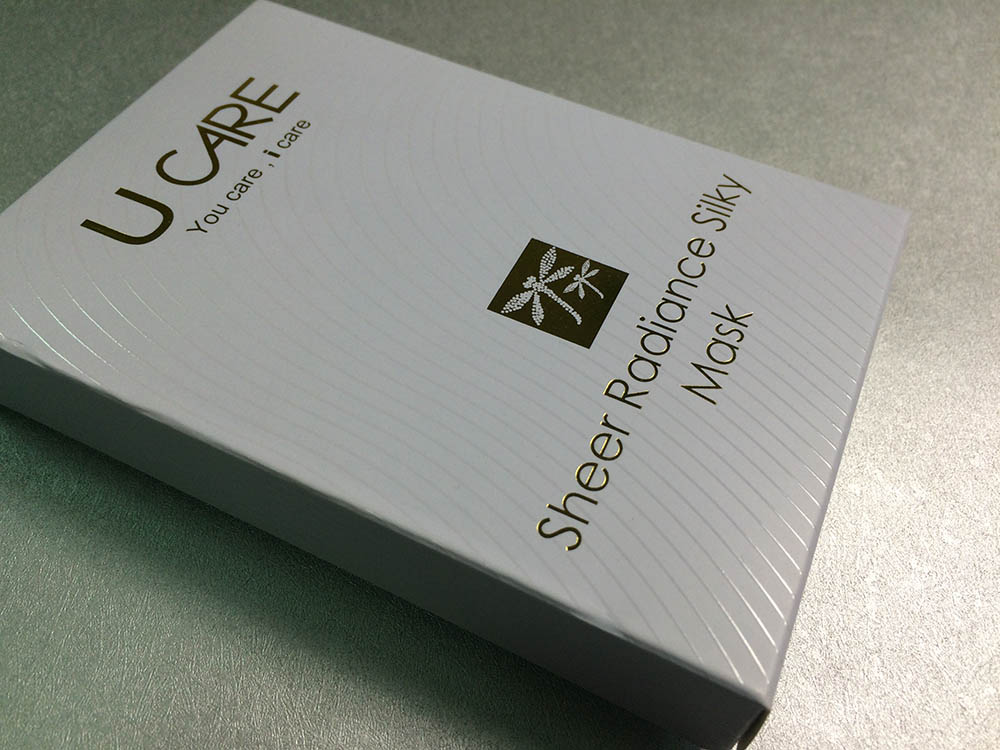 U CARE
You care , i care
Sheer Radiance Silky
Mask